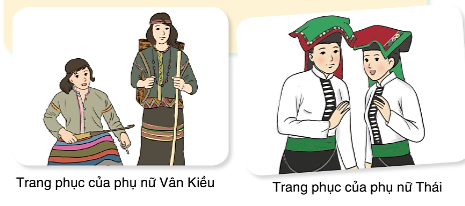 Trang phục của phụ nữ Vân Kiều
Trang phục của phụ nữ Thái